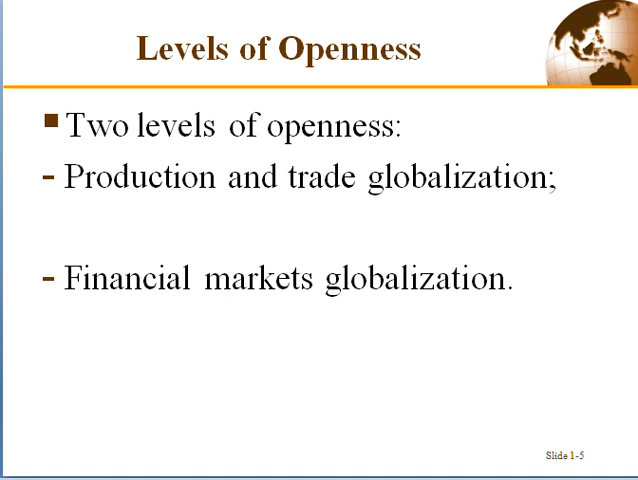 Levels of Openness
Two levels of openness:
- Production and trade globalization;
- Financial markets globalization.
Slide 1-5